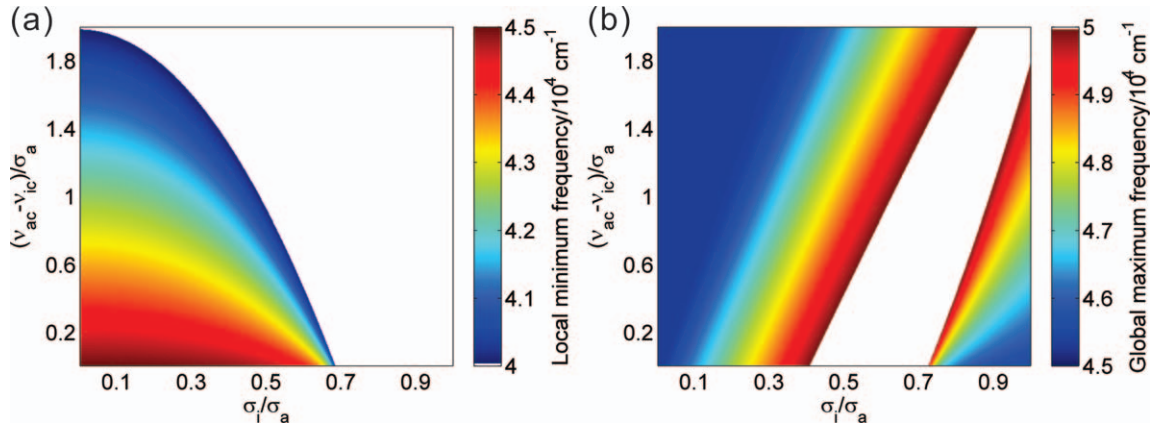 (a)
1.8
1.4
1
0.6
0.2
(ν_ac-ν_ic)/σ_a
0.1 0.3 0.5 0.7 0.9
σ_i/σ_a
4.5
4.4
4.3
4.2
4.1
4
Local minimum frequency/10^4 cm^-1
(b)
1.8
1.4
1
0.6
0.2
(ν_ac-ν_ic)/σ_a
0.1 0.3 0.5 0.7 0.9
σ_i/σ_a
5
4.9
4.8
4.7
4.6
4.5
Global maximum frequency/10^4 cm^-1